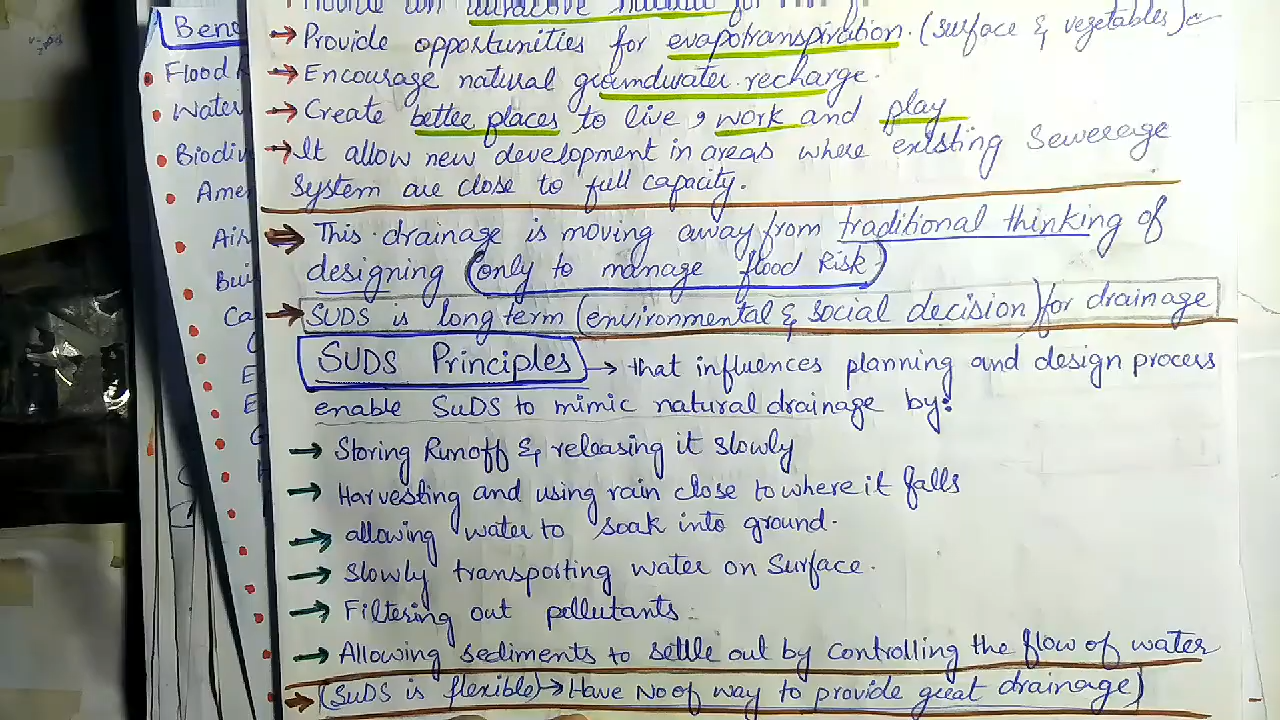 → Provide opportunities for evapotranspiration. (surface & vegetables)
→ Encourage natural groundwater recharge.
→ Create better places to live, work and play
→ It allow new development in areas where existing sewerage
system are close to full capacity.
→ This drainage is moving away from traditional thinking of
designing (only to manage flood Risk)
→ SUDS is long term (environmental & social decision) for drainage
SUDS Principles → that influences planning and design process
enable SuDS to mimic natural drainage by:
→ Storing Runoff & releasing it slowly
→ Harvesting and using rain close to where it falls
→ allowing water to soak into ground.
→ Slowly transporting water on Surface.
→ Filtering out pollutants.
→ Allowing sediments to settle out by controlling the flow of water
→ (SuDS is flexible) → Have No of way to provide great drainage)
Bene
• Flood
• Water
• Biodiv
• Ame
• Air
• Bui
• Ca